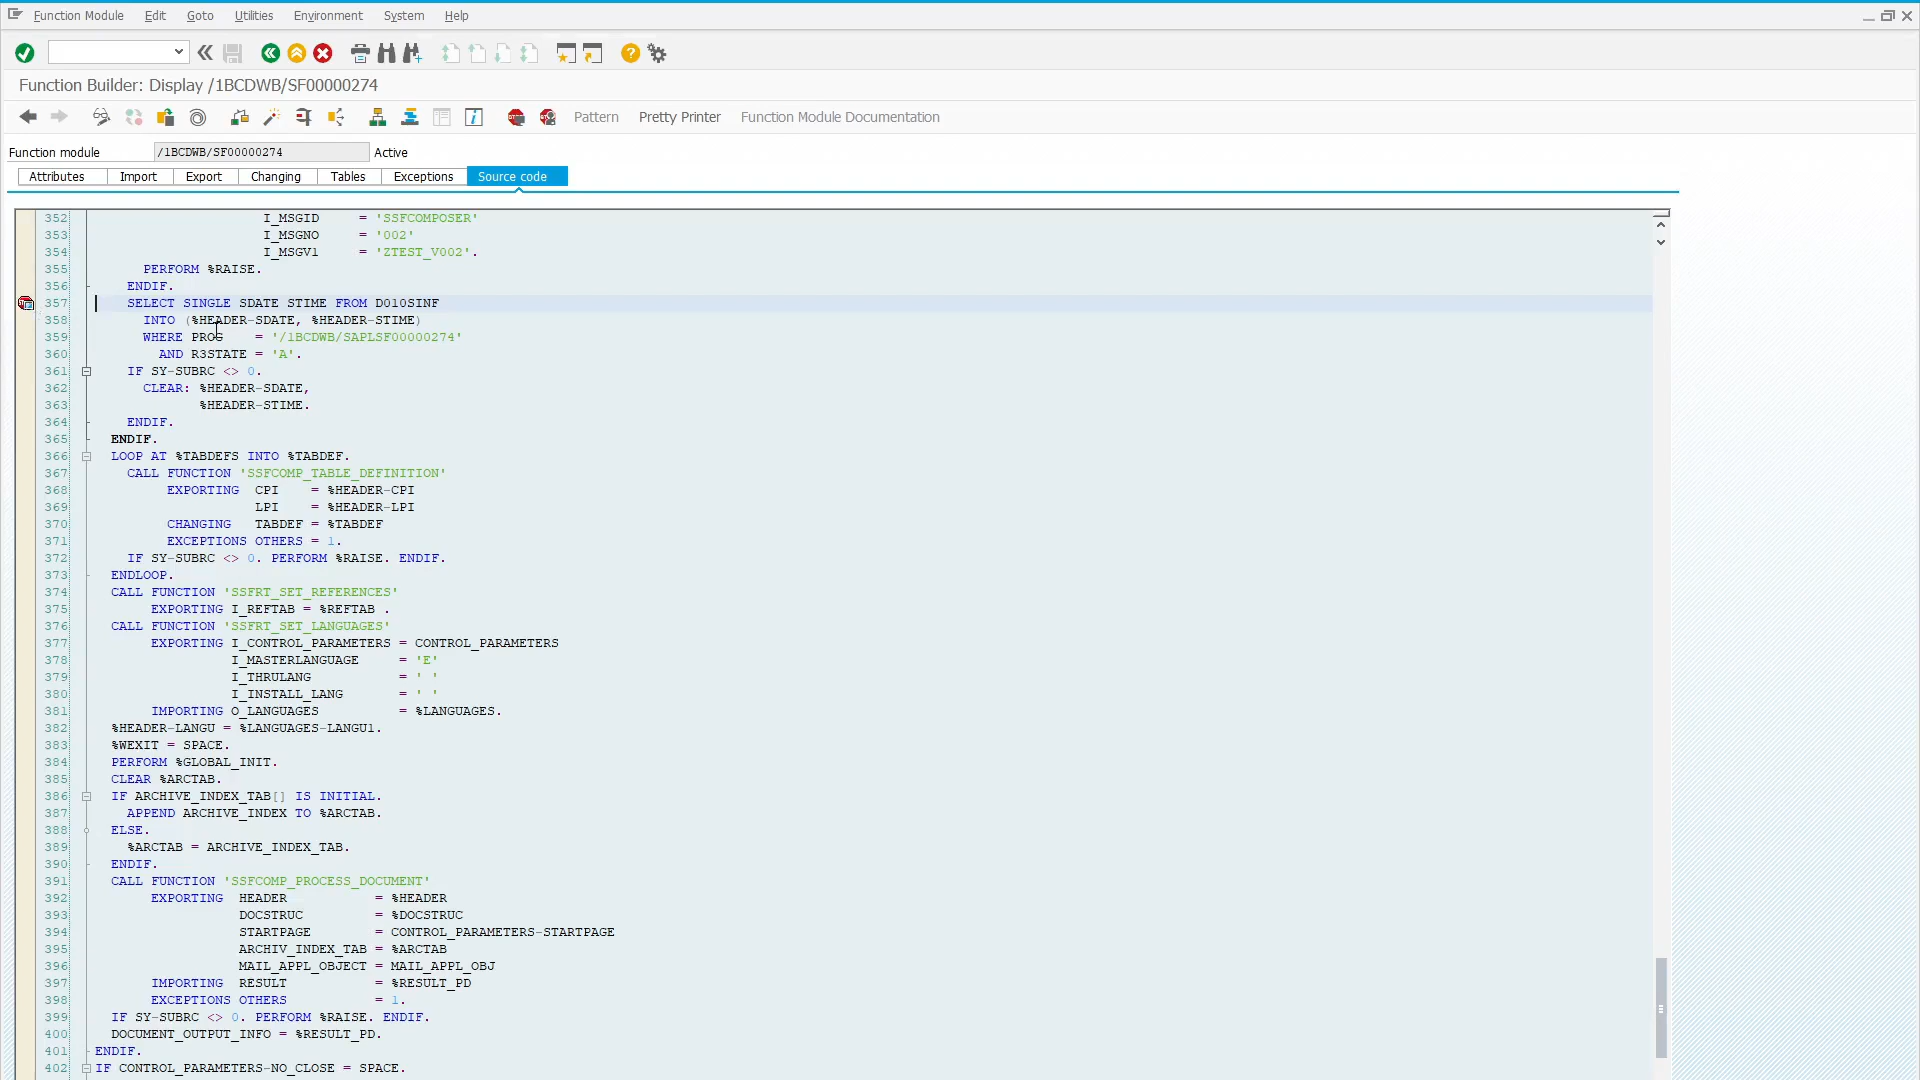 Function Module Edit Goto Utilities Environment System Help
Function Builder: Display /1BCDWB/SF00000274
Pattern Pretty Printer Function Module Documentation
Function module /1BCDWB/SF00000274 Active
Attributes Import Export Changing Tables Exceptions Source code
352 I_MSGID = 'SSFCOMPOSER'
353 I_MSGNO = '002'
354 I_MSGV1 = 'ZTEST_V002'.
355 PERFORM %RAISE.
356 ENDIF.
357 SELECT SINGLE SDATE STIME FROM D010SINF
358 INTO (%HEADER-SDATE, %HEADER-STIME)
359 WHERE PROG = '/1BCDWB/SAPLSF00000274'
360 AND R3STATE = 'A'.
361 IF SY-SUBRC <> 0.
362 CLEAR: %HEADER-SDATE,
363 %HEADER-STIME.
364 ENDIF.
365 ENDIF.
366 LOOP AT %TABDEFS INTO %TABDEF.
367 CALL FUNCTION 'SSFCOMP_TABLE_DEFINITION'
368 EXPORTING CPI = %HEADER-CPI
369 LPI = %HEADER-LPI
370 CHANGING TABDEF = %TABDEF
371 EXCEPTIONS OTHERS = 1.
372 IF SY-SUBRC <> 0. PERFORM %RAISE. ENDIF.
373 ENDLOOP.
374 CALL FUNCTION 'SSFRT_SET_REFERENCES'
375 EXPORTING I_REFTAB = %REFTAB .
376 CALL FUNCTION 'SSFRT_SET_LANGUAGES'
377 EXPORTING I_CONTROL_PARAMETERS = CONTROL_PARAMETERS
378 I_MASTERLANGUAGE = 'E'
379 I_THRULANG = ' '
380 I_INSTALL_LANG = ' '
381 IMPORTING O_LANGUAGES = %LANGUAGES.
382 %HEADER-LANGU = %LANGUAGES-LANGU1.
383 %WEXIT = SPACE.
384 PERFORM %GLOBAL_INIT.
385 CLEAR %ARCTAB.
386 IF ARCHIVE_INDEX_TAB[] IS INITIAL.
387 APPEND ARCHIVE_INDEX TO %ARCTAB.
388 ELSE.
389 %ARCTAB = ARCHIVE_INDEX_TAB.
390 ENDIF.
391 CALL FUNCTION 'SSFCOMP_PROCESS_DOCUMENT'
392 EXPORTING HEADER = %HEADER
393 DOCSTRUC = %DOCSTRUC
394 STARTPAGE = CONTROL_PARAMETERS-STARTPAGE
395 ARCHIV_INDEX_TAB = %ARCTAB
396 MAIL_APPL_OBJECT = MAIL_APPL_OBJ
397 IMPORTING RESULT = %RESULT_PD
398 EXCEPTIONS OTHERS = 1.
399 IF SY-SUBRC <> 0. PERFORM %RAISE. ENDIF.
400 DOCUMENT_OUTPUT_INFO = %RESULT_PD.
401 ENDIF.
402 IF CONTROL_PARAMETERS-NO_CLOSE = SPACE.